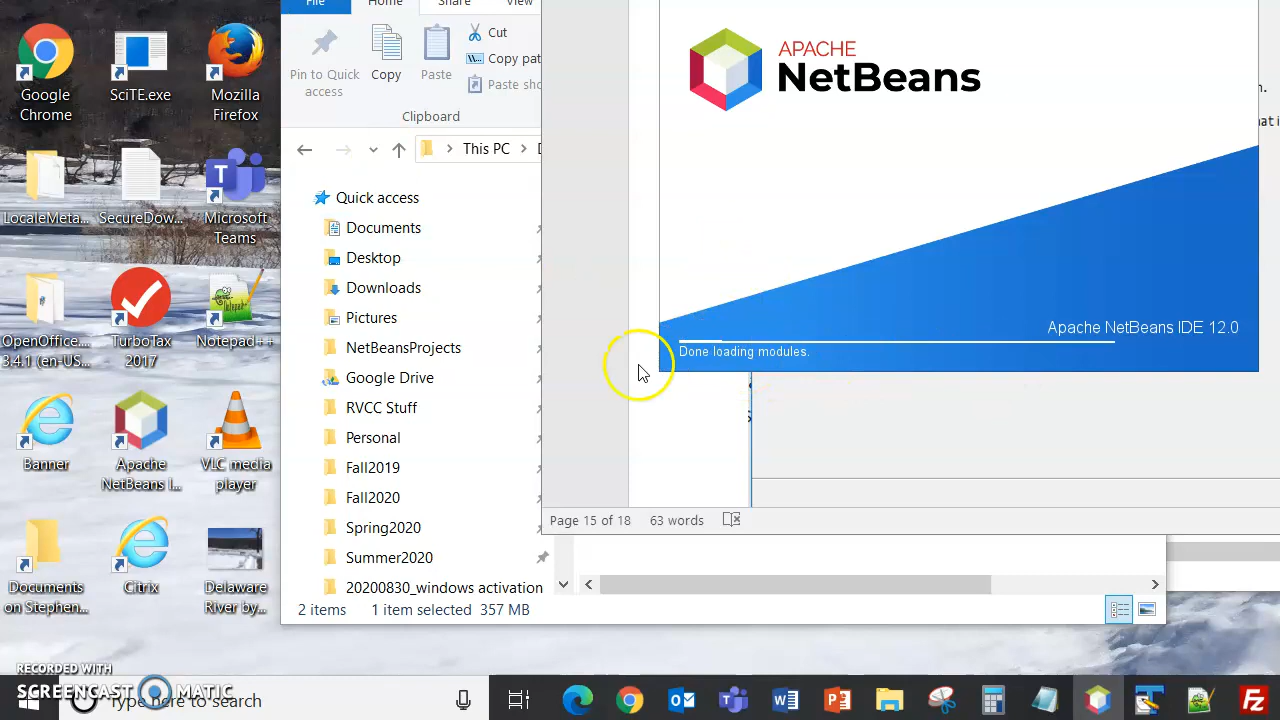 Google
Chrome
SciTE.exe
Mozilla
Firefox
LocaleMeta...
SecureDow...
Microsoft
Teams
OpenOffice...
3.4.1 (en-US...
TurboTax
2017
Notepad++
Banner
Apache
NetBeans I...
VLC media
player
Documents
on Stephen...
Citrix
Delaware
River by...
File
Home
Share
View
Pin to Quick
access
Copy
Paste
Cut
Copy pat
Paste sho
Clipboard
This PC
Quick access
Documents
Desktop
Downloads
Pictures
NetBeansProjects
Google Drive
RVCC Stuff
Personal
Fall2019
Fall2020
Spring2020
Summer2020
20200830_windows activation
2 items 1 item selected 357 MB
APACHE
NetBeans
Apache NetBeans IDE 12.0
Done loading modules.
Page 15 of 18 63 words
RECORDED WITH
SCREENCAST MATIC
Type here to search